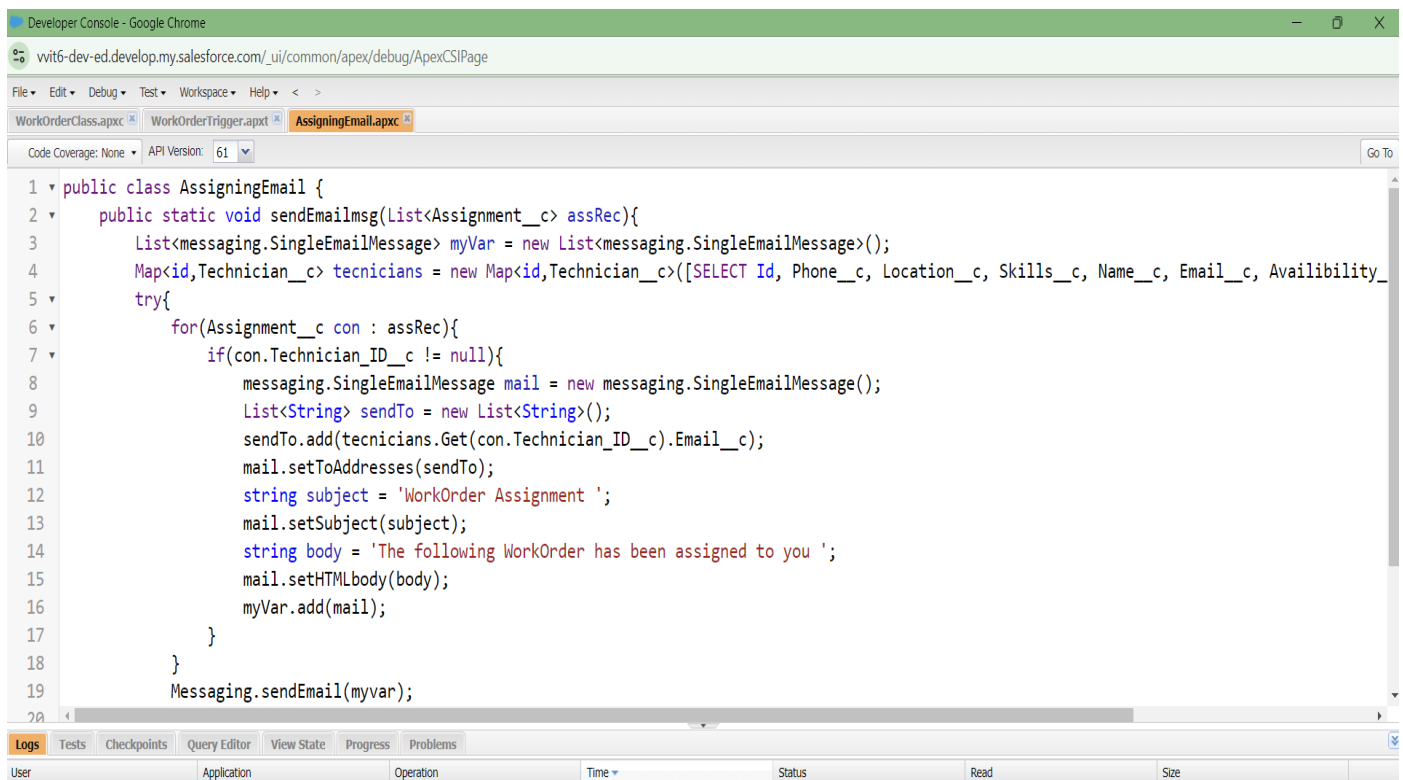 Developer Console - Google Chrome
vvit6-dev-ed.develop.my.salesforce.com/_ui/common/apex/debug/ApexCSIPage
File Edit Debug Test Workspace Help < >
WorkOrderClass.apxc WorkOrderTrigger.apxt AssigningEmail.apxc
Code Coverage: None API Version: 61 Go To
1 public class AssigningEmail {
2 public static void sendEmailmsg(List<Assignment__c> assRec){
3 List<messaging.SingleEmailMessage> myVar = new List<messaging.SingleEmailMessage>();
4 Map<id,Technician__c> tecnicians = new Map<id,Technician__c>([SELECT Id, Phone__c, Location__c, Skills__c, Name__c, Email__c, Availibility_
5 try{
6 for(Assignment__c con : assRec){
7 if(con.Technician_ID__c != null){
8 messaging.SingleEmailMessage mail = new messaging.SingleEmailMessage();
9 List<String> sendTo = new List<String>();
10 sendTo.add(tecnicians.Get(con.Technician_ID__c).Email__c);
11 mail.setToAddresses(sendTo);
12 string subject = 'WorkOrder Assignment ';
13 mail.setSubject(subject);
14 string body = 'The following WorkOrder has been assigned to you ';
15 mail.setHTMLbody(body);
16 myVar.add(mail);
17 }
18 }
19 Messaging.sendEmail(myvar);
20
Logs Tests Checkpoints Query Editor View State Progress Problems
User Application Operation Time Status Read Size